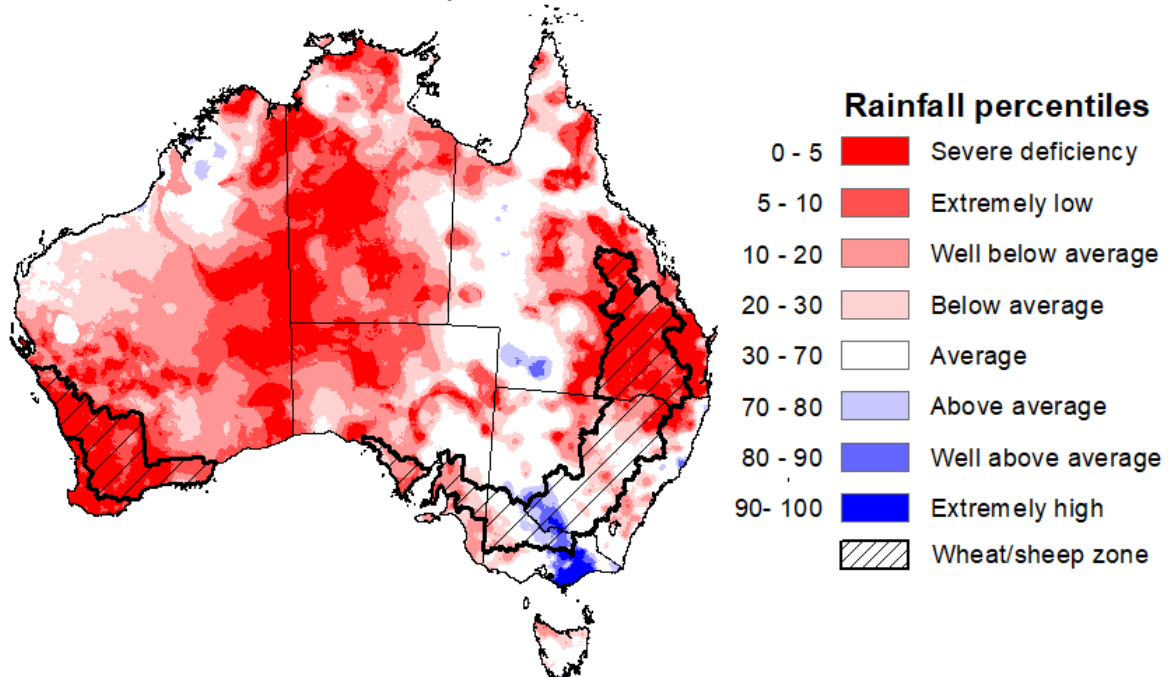 Rainfall percentiles
0 - 5 Severe deficiency
5 - 10 Extremely low
10 - 20 Well below average
20 - 30 Below average
30 - 70 Average
70 - 80 Above average
80 - 90 Well above average
90- 100 Extremely high
Wheat/sheep zone